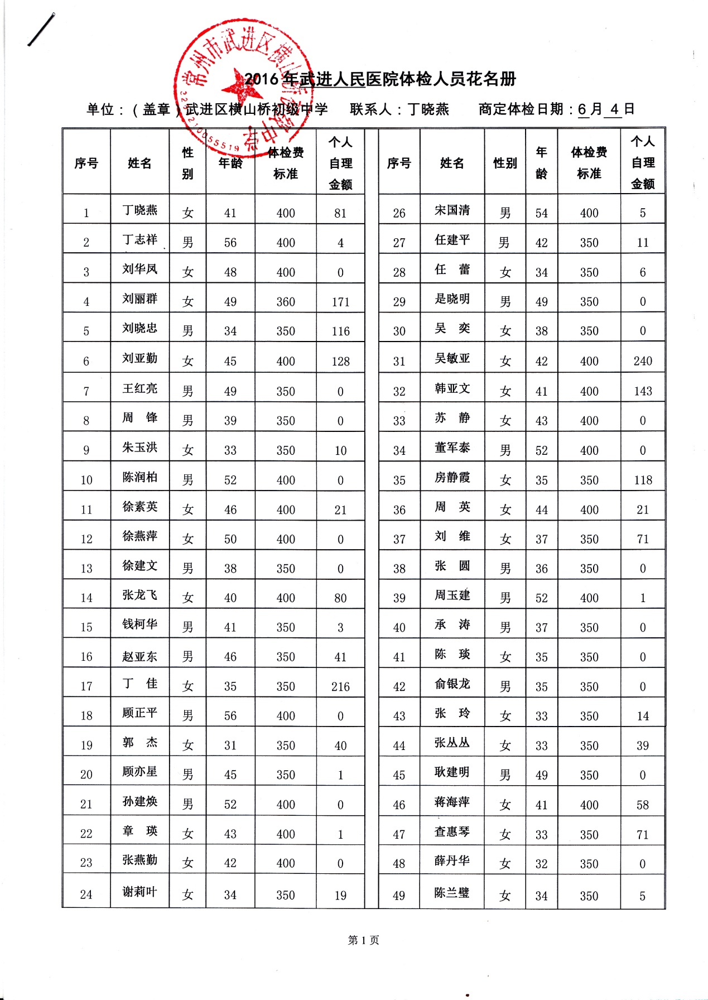 常州市武进区横山桥初级中学
2016年武进人民医院体检人员花名册
单位：（盖章）武进区横山桥初级中学 联系人：丁晓燕 商定体检日期：6月 4 日
序号 姓名 性别 年龄 体检费标准 个人自理金额 序号 姓名 性别 年龄 体检费标准 个人自理金额
1 丁晓燕 女 41 400 81 26 宋国清 男 54 400 5
2 丁志祥 男 56 400 4 27 任建平 男 42 350 11
3 刘华凤 女 48 400 0 28 任 蕾 女 34 350 6
4 刘丽群 女 49 360 171 29 是晓明 男 49 350 0
5 刘晓忠 男 34 350 116 30 吴 奕 女 38 350 0
6 刘亚勤 女 45 400 128 31 吴敏亚 女 42 400 240
7 王红亮 男 49 350 0 32 韩亚文 女 41 400 143
8 周 锋 男 39 350 0 33 苏 静 女 43 400 0
9 朱玉洪 女 33 350 10 34 董军泰 男 52 400 0
10 陈润柏 男 52 400 0 35 房静霞 女 35 350 118
11 徐素英 女 46 400 21 36 周 英 女 44 400 21
12 徐燕萍 女 50 400 0 37 刘 维 女 37 350 71
13 徐建文 男 38 350 0 38 张 圆 男 36 350 0
14 张龙飞 女 40 400 80 39 周玉建 男 52 400 1
15 钱柯华 男 41 350 3 40 承 涛 男 37 350 0
16 赵亚东 男 46 350 41 41 陈 琰 女 35 350 0
17 丁 佳 女 35 350 216 42 俞银龙 男 35 350 0
18 顾正平 男 56 400 0 43 张 玲 女 33 350 14
19 郭 杰 女 31 350 40 44 张丛丛 女 33 350 39
20 顾亦星 男 45 350 1 45 耿建明 男 49 350 0
21 孙建焕 男 52 400 0 46 蒋海萍 女 41 400 58
22 章 瑛 女 43 400 1 47 查惠琴 女 33 350 71
23 张燕勤 女 42 400 0 48 薛丹华 女 32 350 0
24 谢莉叶 女 34 350 19 49 陈兰璧 女 34 350 5
第 1 页